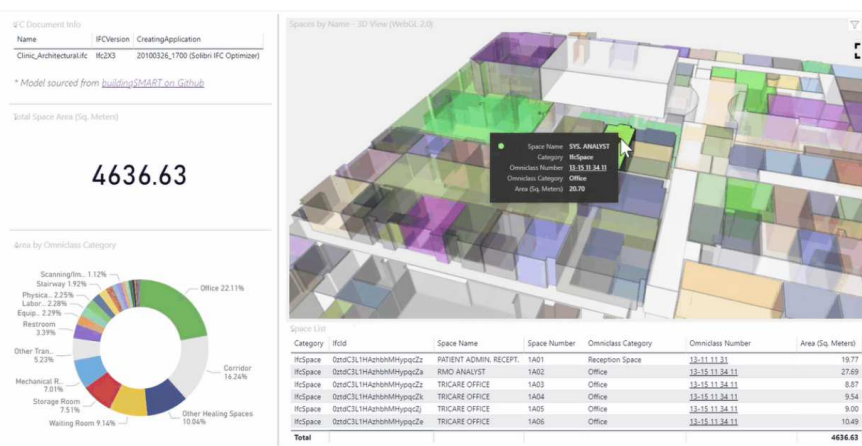 IFC Document Info
Name IFCVersion CreatingApplication
Clinic_Architectural.ifc Ifc2X3 20100326_1700 (Solibri IFC Optimizer)
* Model sourced from buildingSMART on Github
Total Space Area (Sq. Meters)
4636.63
Area by Omniclass Category
Scanning/Im... 1.12%
Stairway 1.92%
Physica... 2.25%
Labor... 2.28%
Equip... 2.29%
Restroom
3.39%
Other Tran...
5.23%
Mechanical R...
7.01%
Storage Room
7.51%
Waiting Room 9.14%
Other Healing Spaces
10.04%
Corridor
16.24%
Office 22.11%
Spaces by Name - 3D View (WebGL 2.0)
Space Name SYS. ANALYST
Category IfcSpace
Omniclass Number 13-15 11 34 11
Omniclass Category Office
Area (Sq. Meters) 20.70
Space List
Category IfcId Space Name Space Number Omniclass Category Omniclass Number Area (Sq. Meters)
IfcSpace 0ztdC3L1HAzhbhMHypqcZz PATIENT ADMIN. RECEPT. 1A01 Reception Space 13-11 11 31 19.77
IfcSpace 0ztdC3L1HAzhbhMHypqcZa RMO ANALYST 1A02 Office 13-15 11 34 11 27.69
IfcSpace 0ztdC3L1HAzhbhMHypqcZz TRICARE OFFICE 1A03 Office 13-15 11 34 11 8.87
IfcSpace 0ztdC3L1HAzhbhMHypqcZk TRICARE OFFICE 1A04 Office 13-15 11 34 11 9.54
IfcSpace 0ztdC3L1HAzhbhMHypqcZj TRICARE OFFICE 1A05 Office 13-15 11 34 11 9.00
IfcSpace 0ztdC3L1HAzhbhMHypqcZe TRICARE OFFICE 1A06 Office 13-15 11 34 11 10.49
Total 4636.63